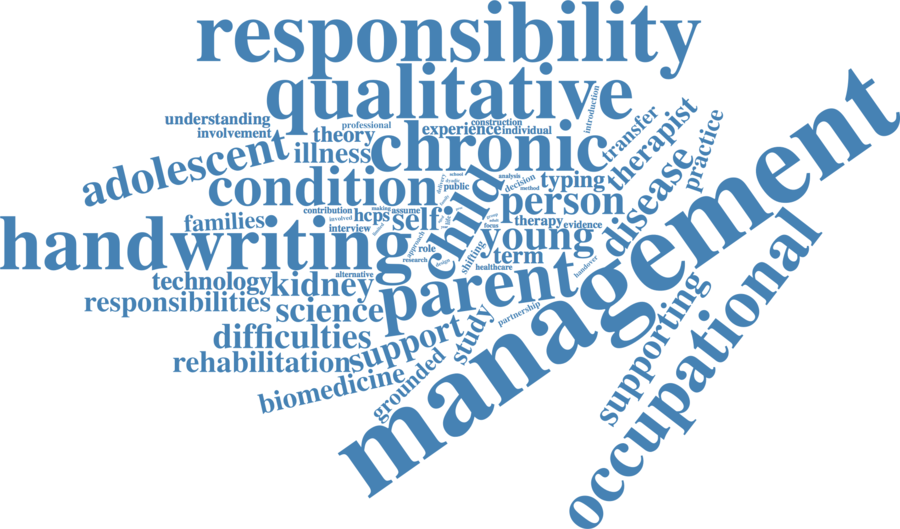 responsibility
qualitative
understanding
involvement
professional
theory
construction
experience
individual
introduction
transfer
therapist
practice
adolescent
illness
chronic
condition
child
public
school
analysis
decision
method
typing
person
disease
management
families
contribution
involved
making
assume
hcps
self
interview
therapy
evidence
focus
handwriting
young
term
role
approach
research
design
shifting
healthcare
handover
technology
alternative
kidney
parent
responsibilities
science
difficulties
support
study
partnership
supporting
occupational
rehabilitation
biomedicine
grounded
delivery